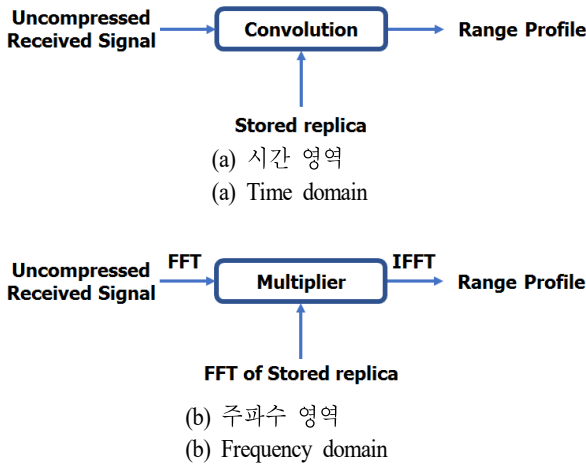 Uncompressed
Received Signal
Convolution
Range Profile
Stored replica
(a) 시간 영역
(a) Time domain
FFT
IFFT
Uncompressed
Received Signal
Multiplier
Range Profile
FFT of Stored replica
(b) 주파수 영역
(b) Frequency domain